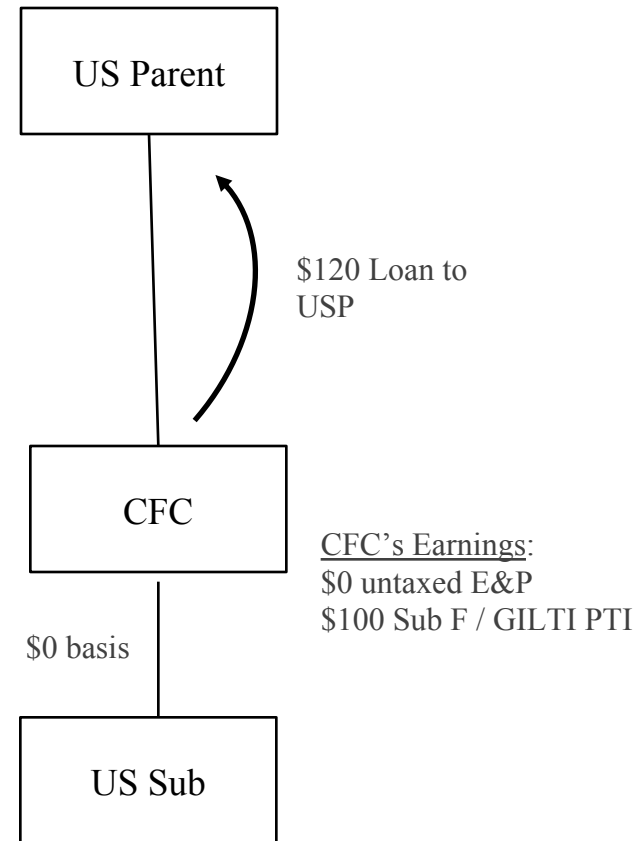 US Parent
$120 Loan to
USP
CFC
CFC’s Earnings:
$0 untaxed E&P
$100 Sub F / GILTI PTI
$0 basis
US Sub